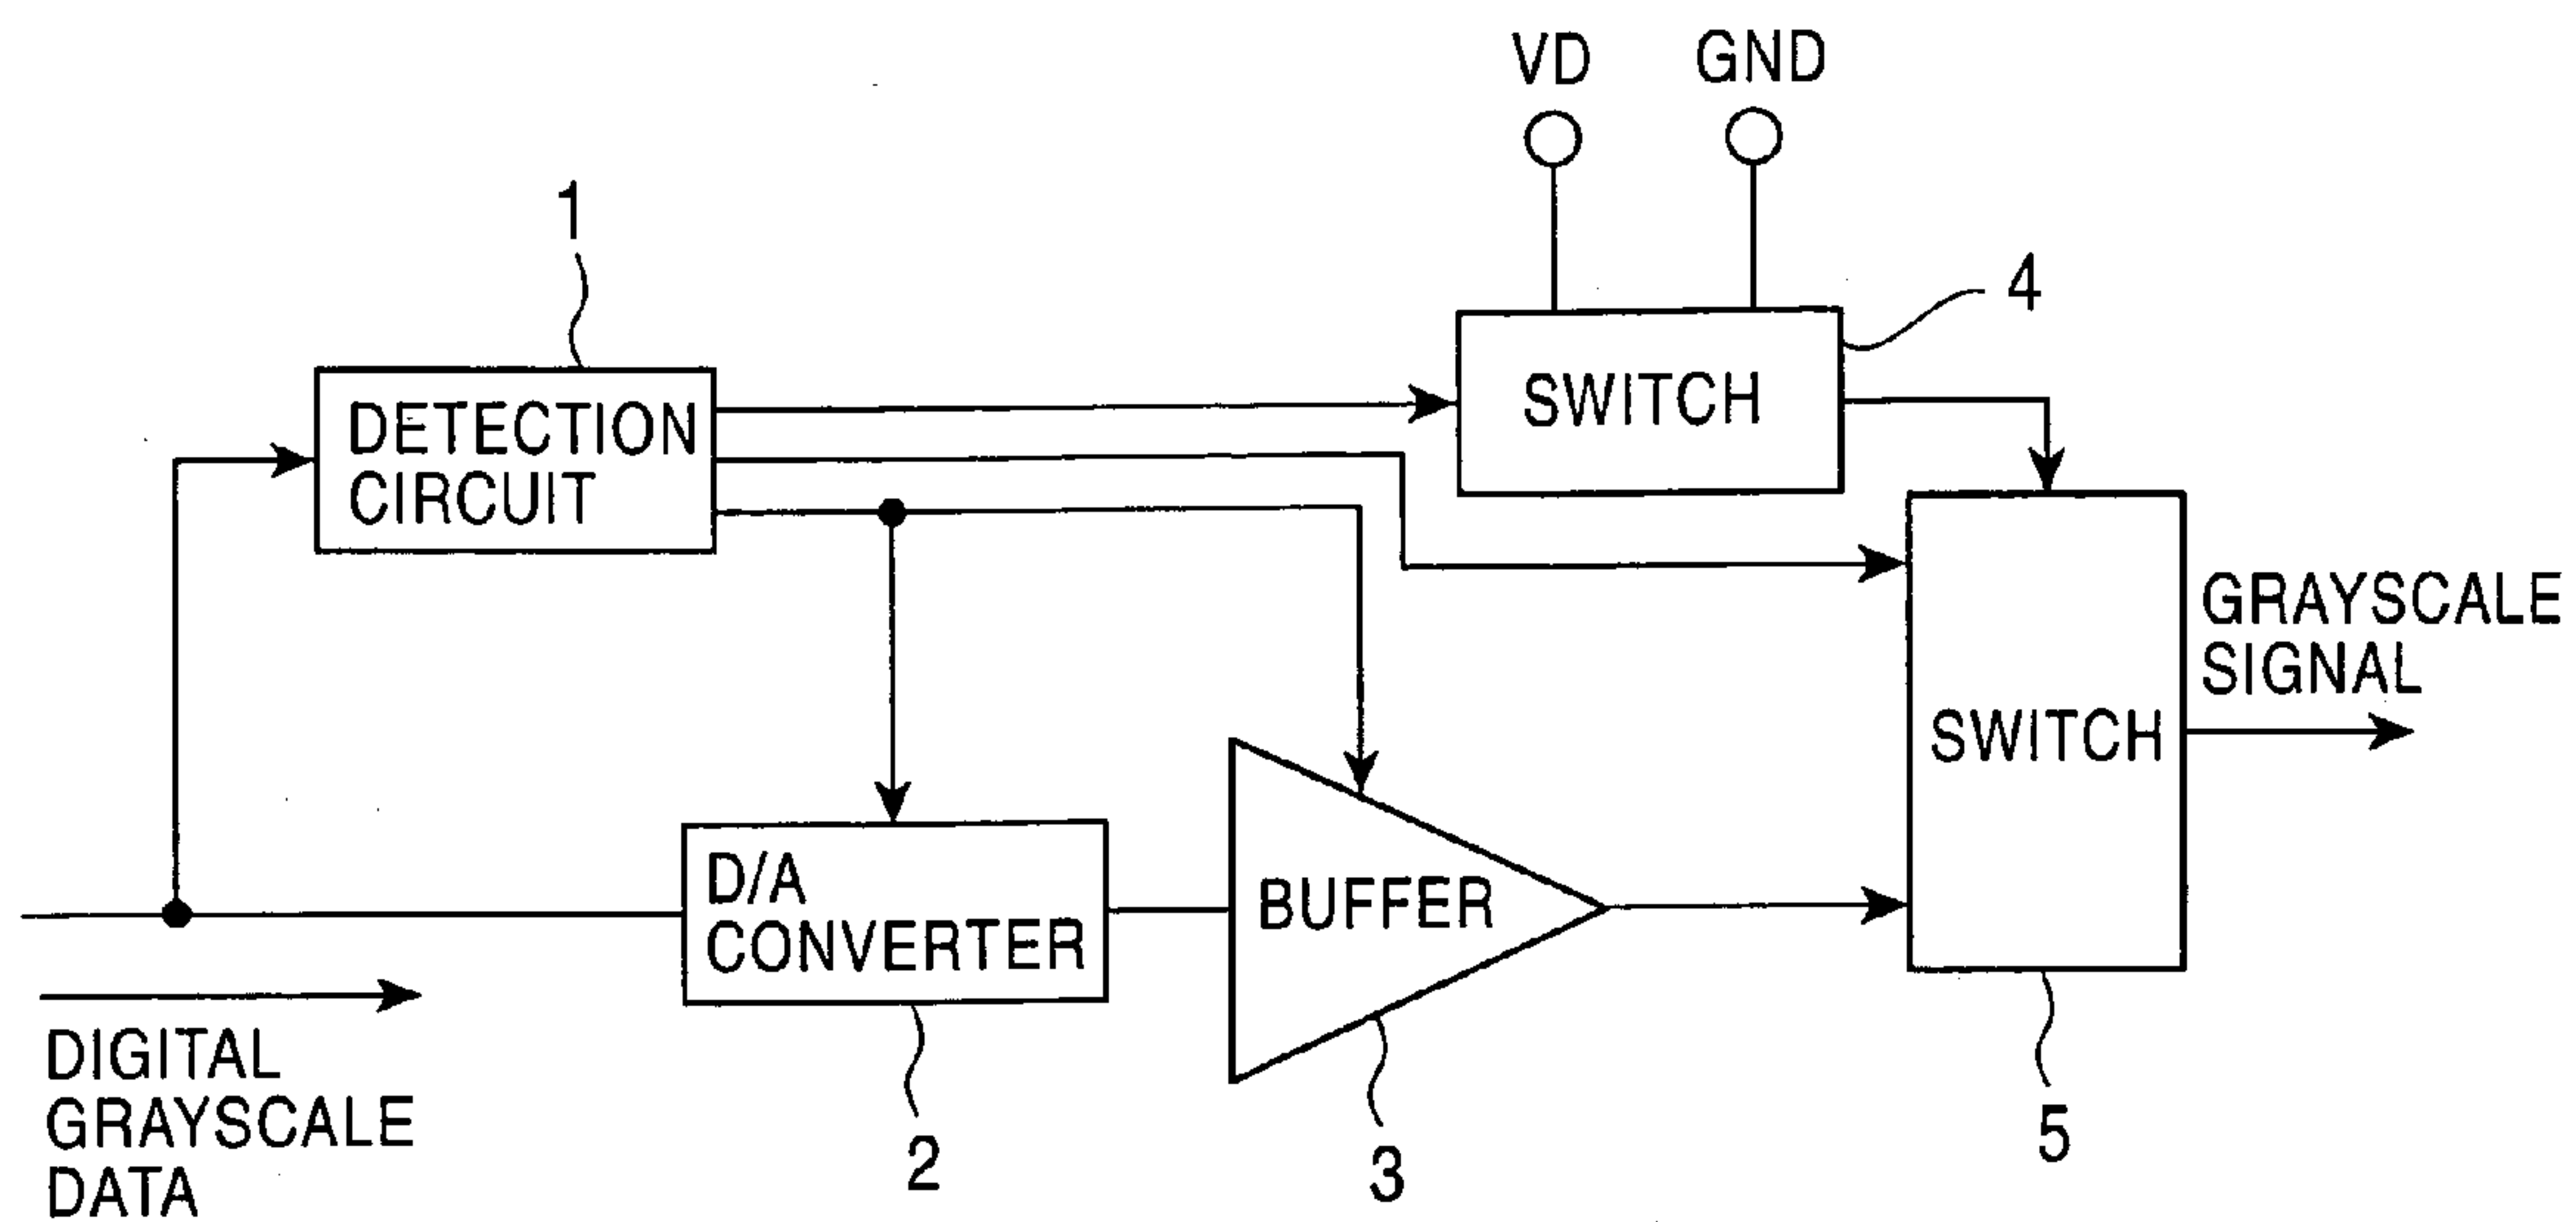 VD
GND
1
4
DETECTION
CIRCUIT
SWITCH
GRAYSCALE
SIGNAL
SWITCH
D/A
CONVERTER
BUFFER
DIGITAL
GRAYSCALE
DATA
2
3
5